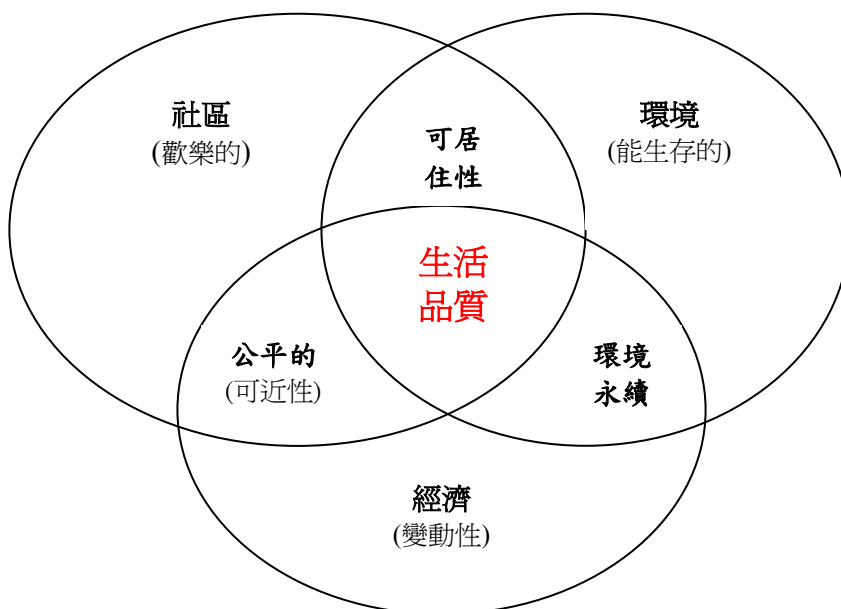 社區
(歡樂的)
環境
(能生存的)
可居
住性
生活
品質
公平的
(可近性)
環境
永續
經濟
(變動性)